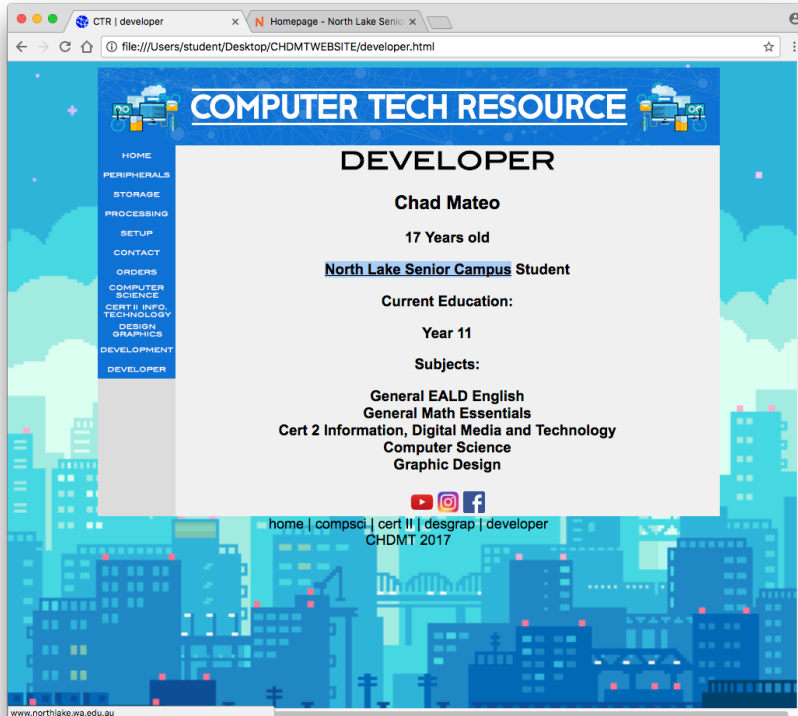 CTR | developer
Homepage - North Lake Senio
file:///Users/student/Desktop/CHDMTWEBSITE/developer.html
COMPUTER TECH RESOURCE
HOME
PERIPHERALS
STORAGE
PROCESSING
SETUP
CONTACT
ORDERS
COMPUTER
SCIENCE
CERT II INFO.
TECHNOLOGY
DESIGN
GRAPHICS
DEVELOPMENT
DEVELOPER
DEVELOPER
Chad Mateo
17 Years old
North Lake Senior Campus Student
Current Education:
Year 11
Subjects:
General EALD English
General Math Essentials
Cert 2 Information, Digital Media and Technology
Computer Science
Graphic Design
home | compsci | cert II | desgrap | developer
CHDMT 2017
www.northlake.wa.edu.au